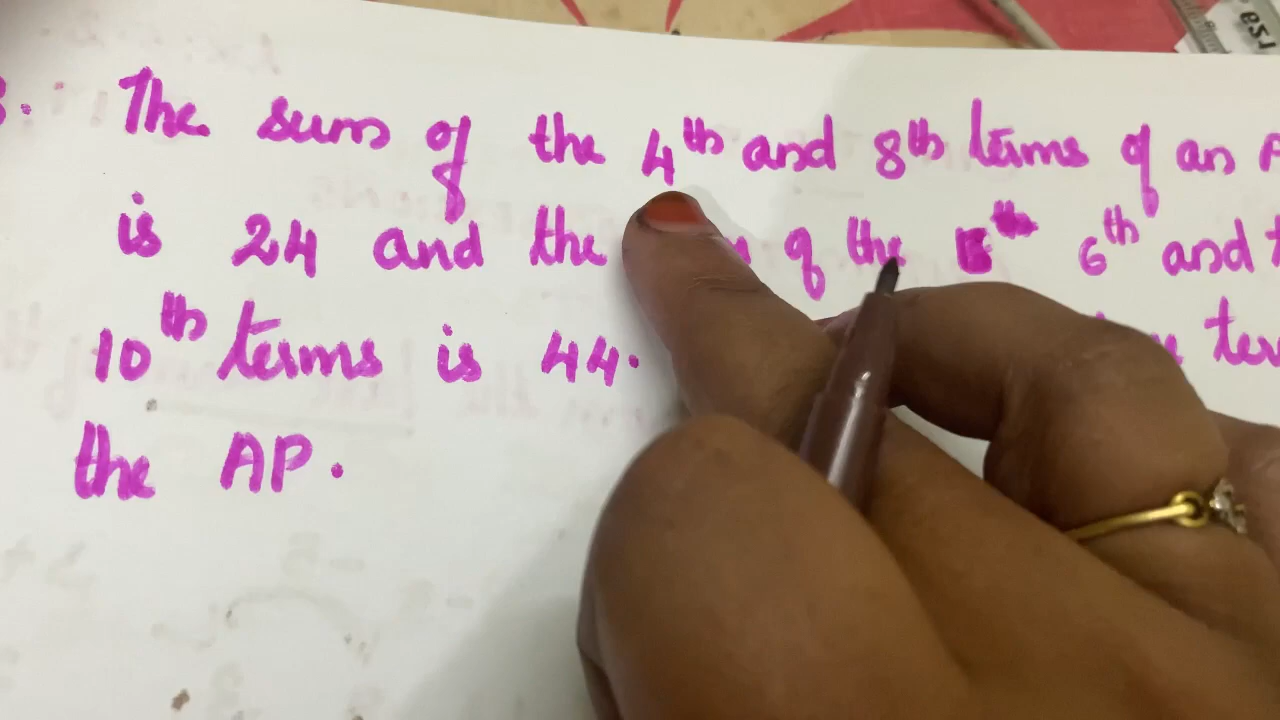 The sum of the 4th and 8th terms of an
is 24 and the of the 6th and
10th terms is 44.
the AP.